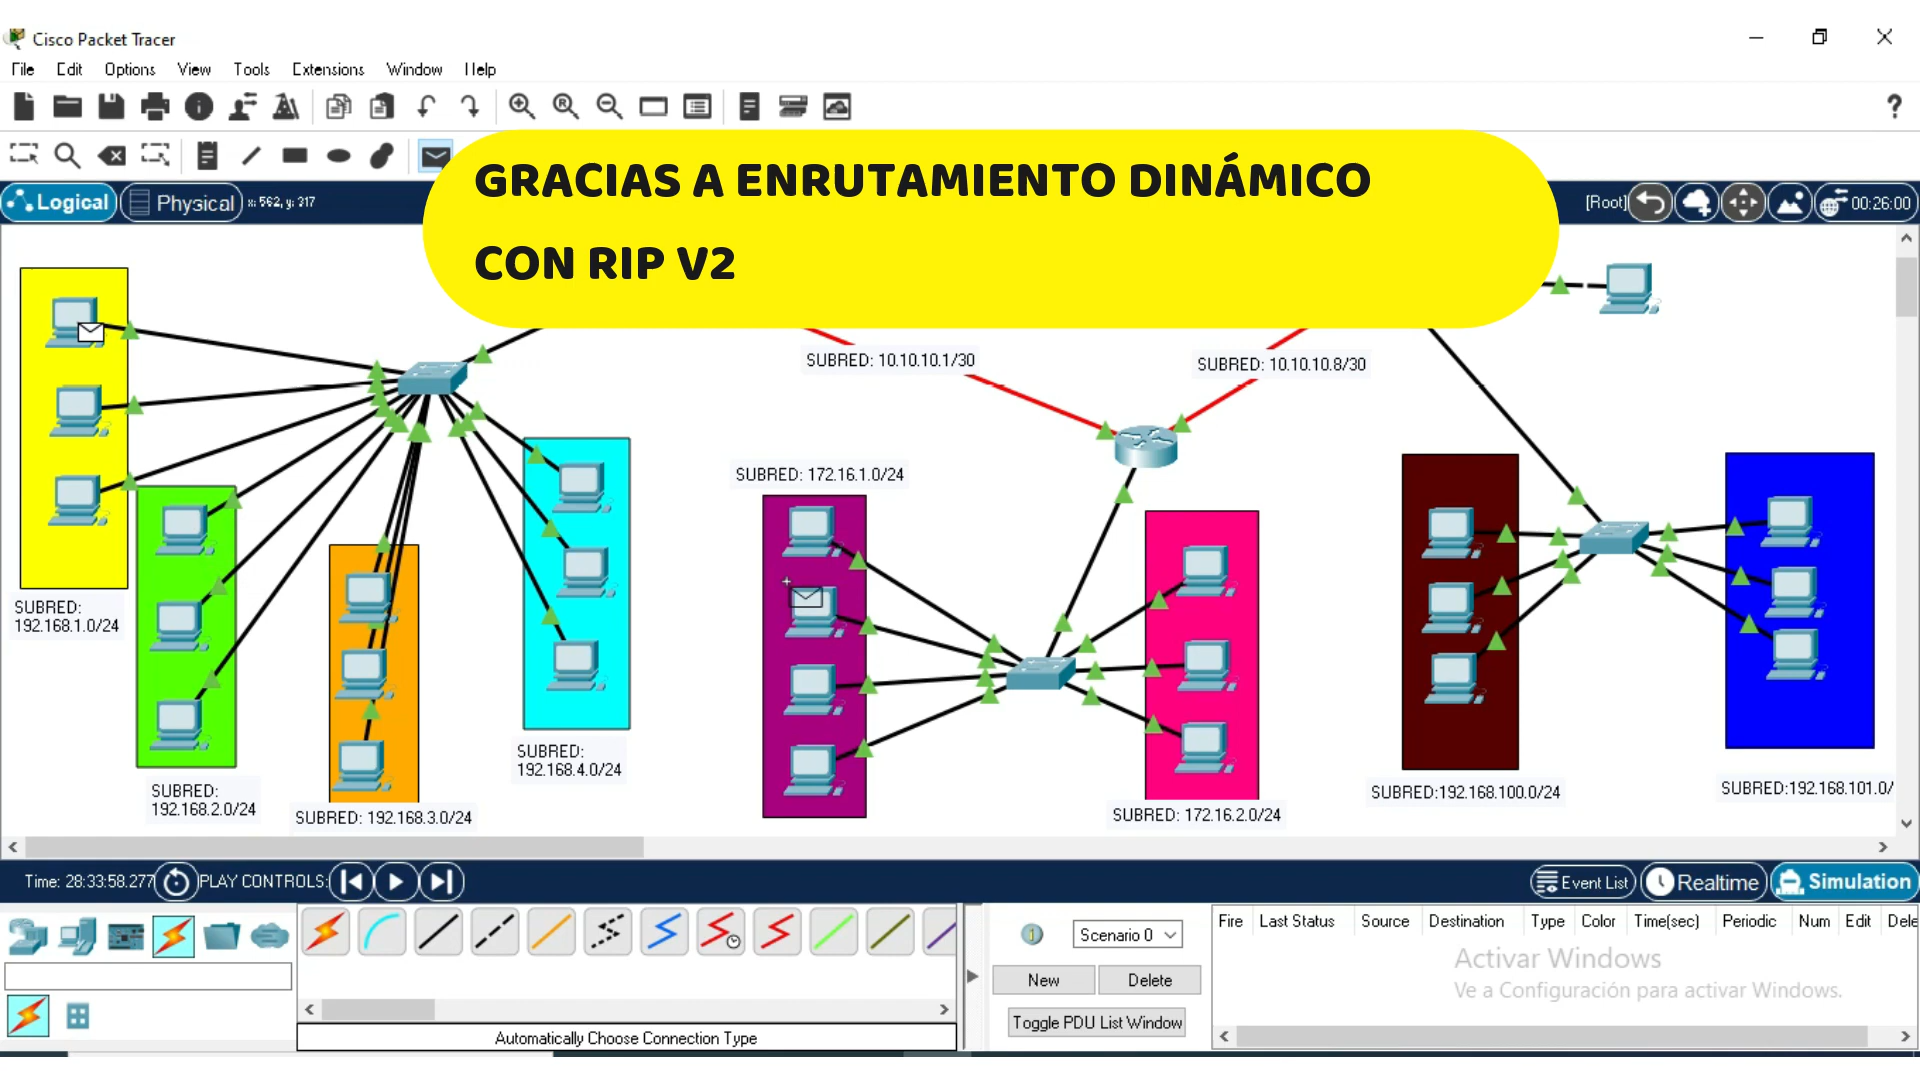 Cisco Packet Tracer
File Edit Options View Tools Extensions Window Help
GRACIAS A ENRUTAMIENTO DINÁMICO
CON RIP V2
Logical Physical x: 562, y: 317 [Root] 00:26:00
SUBRED: 10.10.10.1/30 SUBRED: 10.10.10.8/30
SUBRED: 172.16.1.0/24
SUBRED:
192.168.1.0/24
SUBRED:
192.168.2.0/24
SUBRED: 192.168.3.0/24
SUBRED:
192.168.4.0/24
SUBRED: 172.16.2.0/24
SUBRED:192.168.100.0/24
SUBRED:192.168.101.0/
Time: 28:33:58.277 PLAY CONTROLS: Event List Realtime Simulation
Scenario 0
New Delete
Toggle PDU List Window
Automatically Choose Connection Type
Fire Last Status Source Destination Type Color Time(sec) Periodic Num Edit Dele
Activar Windows
Ve a Configuración para activar Windows.